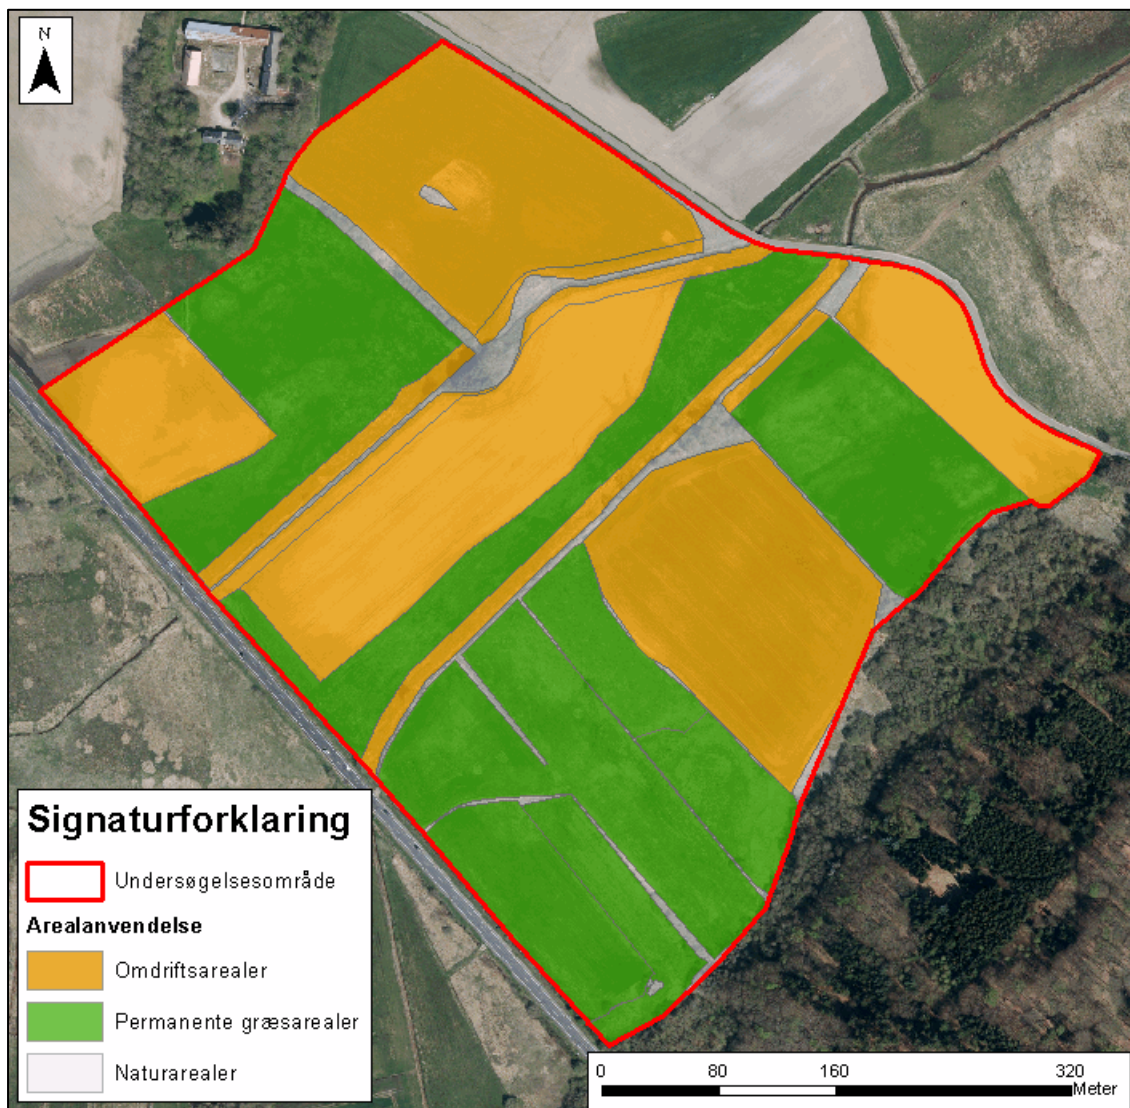 N
Signaturforklaring
Undersøgelsesområde
Arealanvendelse
Omdriftsarealer
Permanente græsarealer
Naturarealer
0 80 160 320
Meter